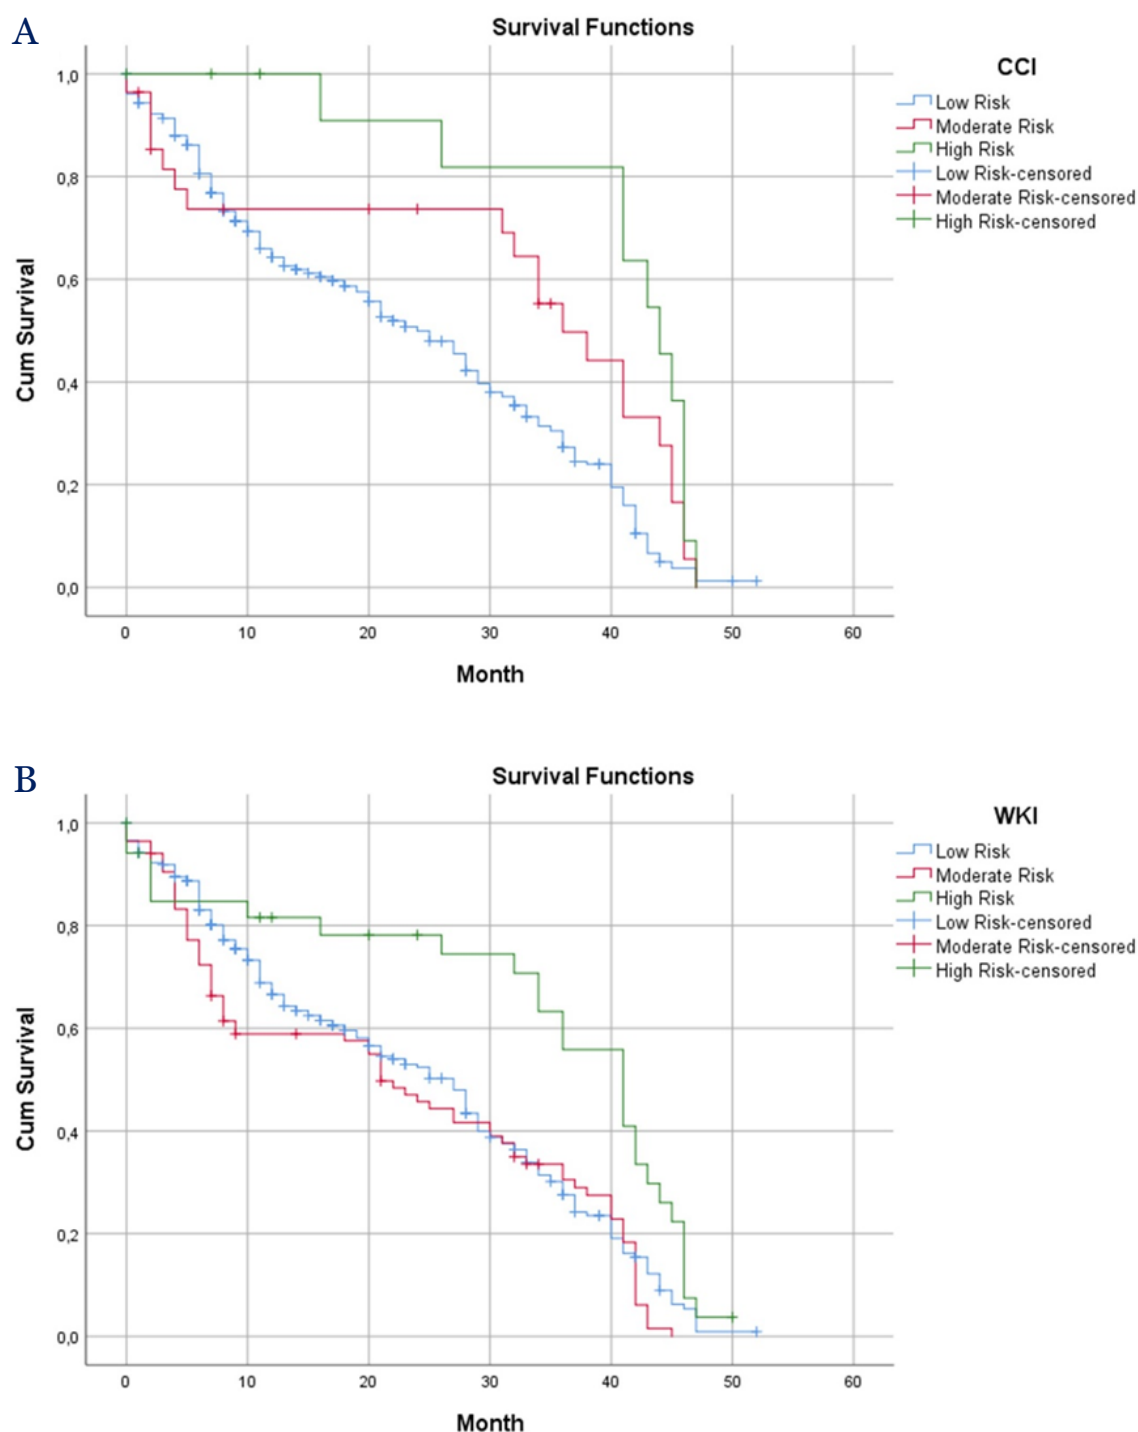 A
Survival Functions
CCI
Low Risk
Moderate Risk
High Risk
Low Risk-censored
Moderate Risk-censored
High Risk-censored
Cum Survival
1,0
0,8
0,6
0,4
0,2
0,0
0 10 20 30 40 50 60
Month
B
Survival Functions
WKI
Low Risk
Moderate Risk
High Risk
Low Risk-censored
Moderate Risk-censored
High Risk-censored
Cum Survival
1,0
0,8
0,6
0,4
0,2
0,0
0 10 20 30 40 50 60
Month